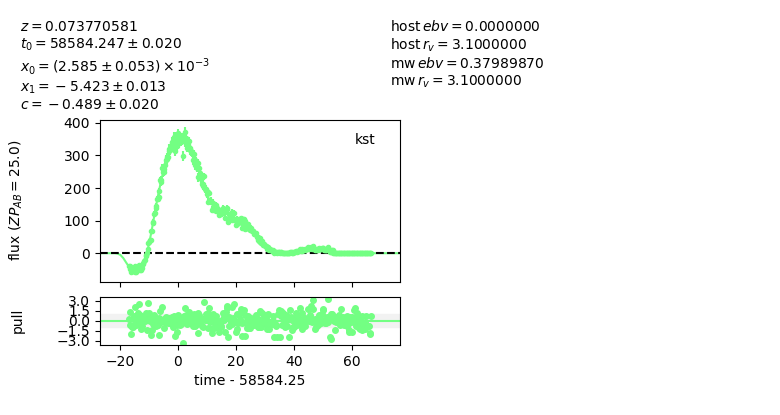 z = 0.073770581
t₀ = 58584.247 ± 0.020
x₀ = (2.585 ± 0.053) × 10⁻³
x₁ = −5.423 ± 0.013
c = −0.489 ± 0.020
host ebv = 0.0000000
host r_v = 3.1000000
mw ebv = 0.37989870
mw r_v = 3.1000000
flux (ZP_AB = 25.0)
400
300
200
100
0
kst
pull
3.0
1.5
0.0
−1.5
−3.0
−20
0
20
40
60
time - 58584.25